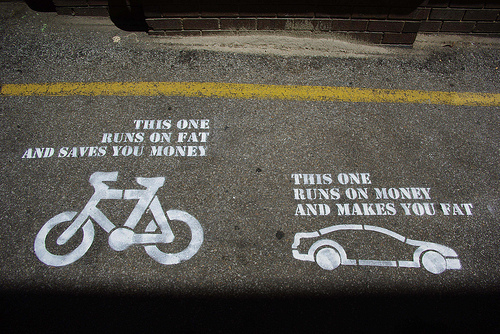 THIS ONE
RUNS ON FAT
AND SAVES YOU MONEY
THIS ONE
RUNS ON MONEY
AND MAKES YOU FAT